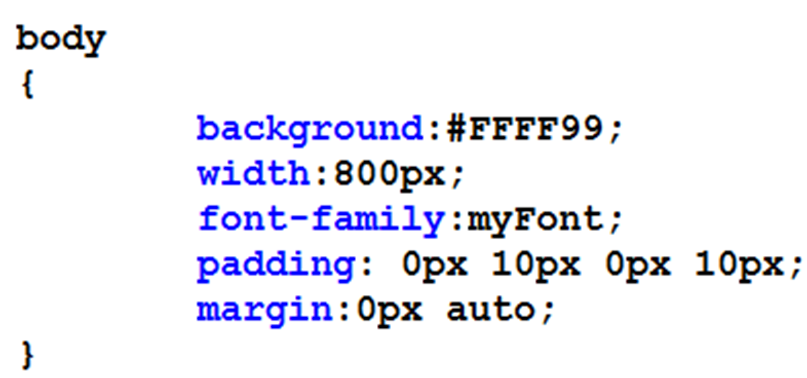 body
{
background:#FFFF99;
width:800px;
font-family:myFont;
padding: 0px 10px 0px 10px;
margin:0px auto;
}